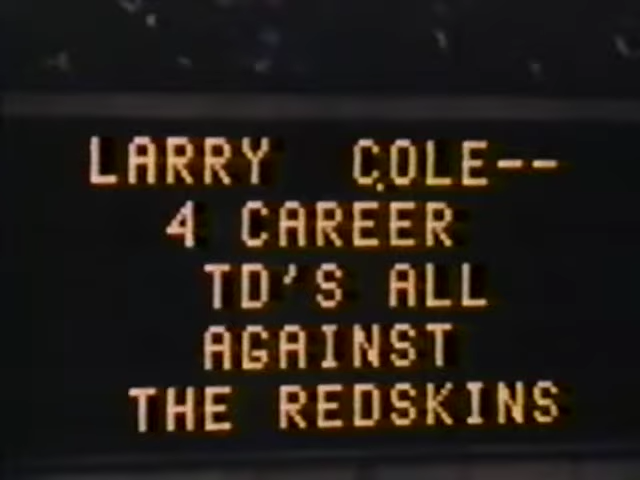 LARRY COLE--
4 CAREER
TD'S ALL
AGAINST
THE REDSKINS